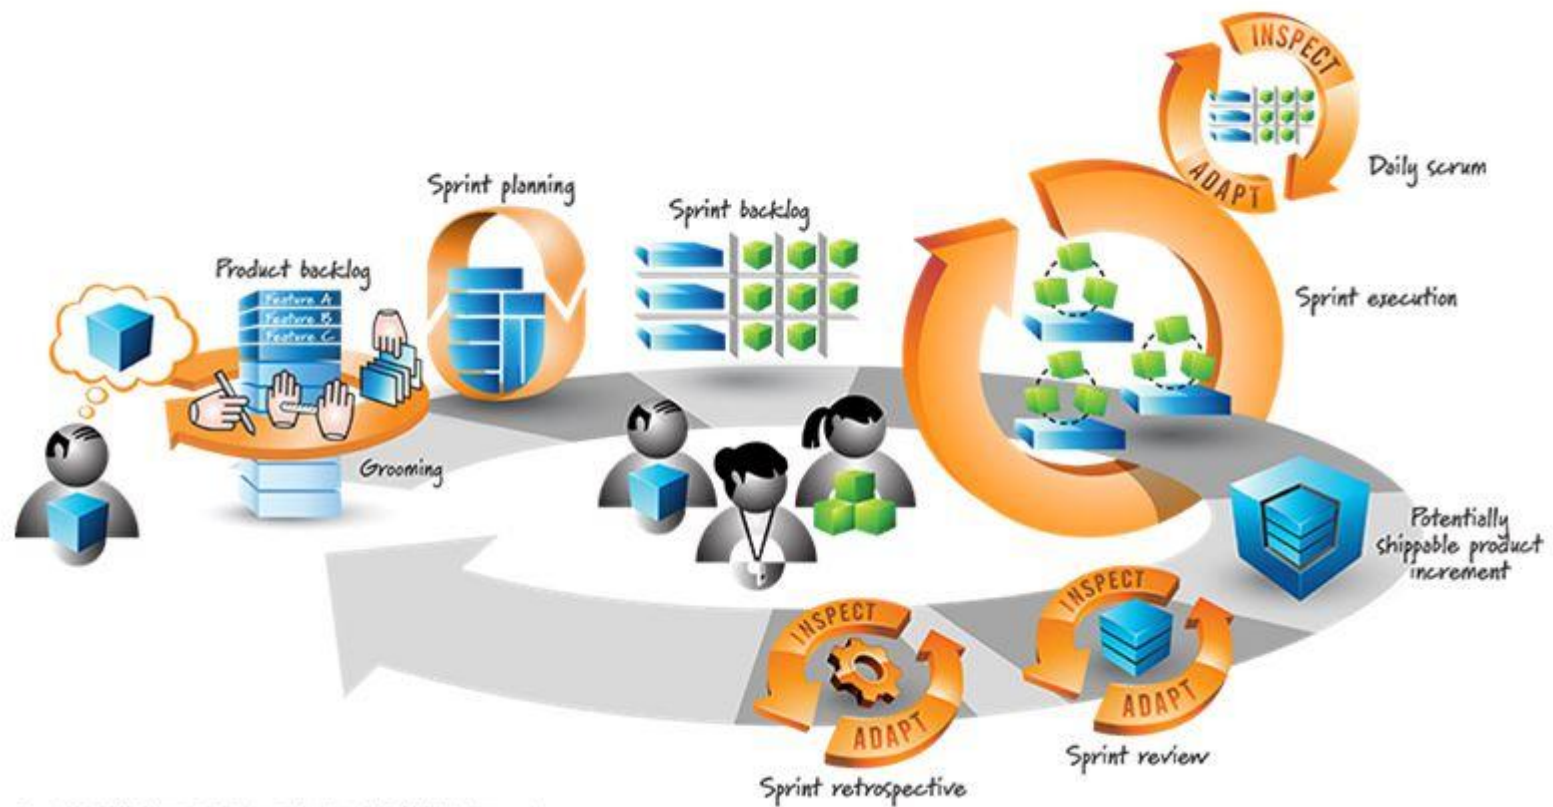 INSPECT
ADAPT
Daily scrum
Sprint planning
Sprint backlog
Product backlog
Feature A
Feature B
Feature C
Sprint execution
Grooming
Potentially
shippable product
increment
INSPECT
ADAPT
Sprint review
INSPECT
ADAPT
Sprint retrospective